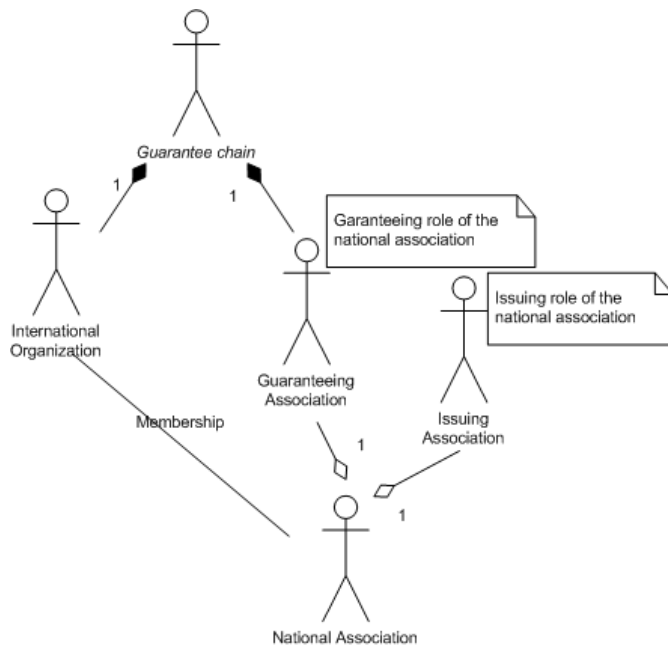 Guarantee chain
1
1
Garanteeing role of the
national association
Issuing role of the
national association
International
Organization
Guaranteeing
Association
Issuing
Association
Membership
1
1
National Association